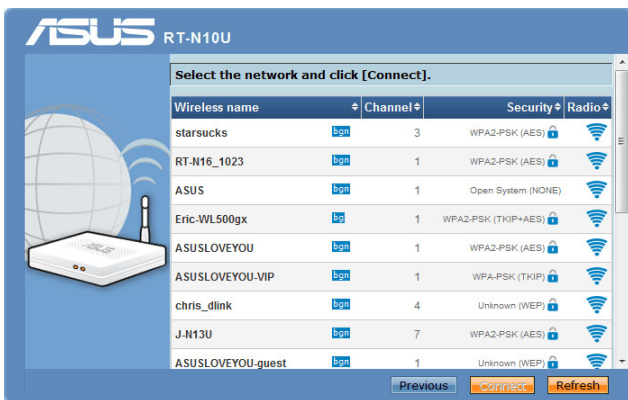 ASUS RT-N10U
Select the network and click [Connect].
Wireless name Channel Security Radio
starsucks bgn 3 WPA2-PSK (AES)
RT-N16_1023 bgn 1 WPA2-PSK (AES)
ASUS bgn 1 Open System (NONE)
Eric-WL500gx bg 1 WPA2-PSK (TKIP+AES)
ASUSLOVEYOU bgn 1 WPA2-PSK (AES)
ASUSLOVEYOU-VIP bgn 1 WPA-PSK (TKIP)
chris_dlink bgn 4 Unknown (WEP)
J-N13U bgn 7 WPA2-PSK (AES)
ASUSLOVEYOU-guest bgn 1 Unknown (WEP)
ASUS
Previous Connect Refresh